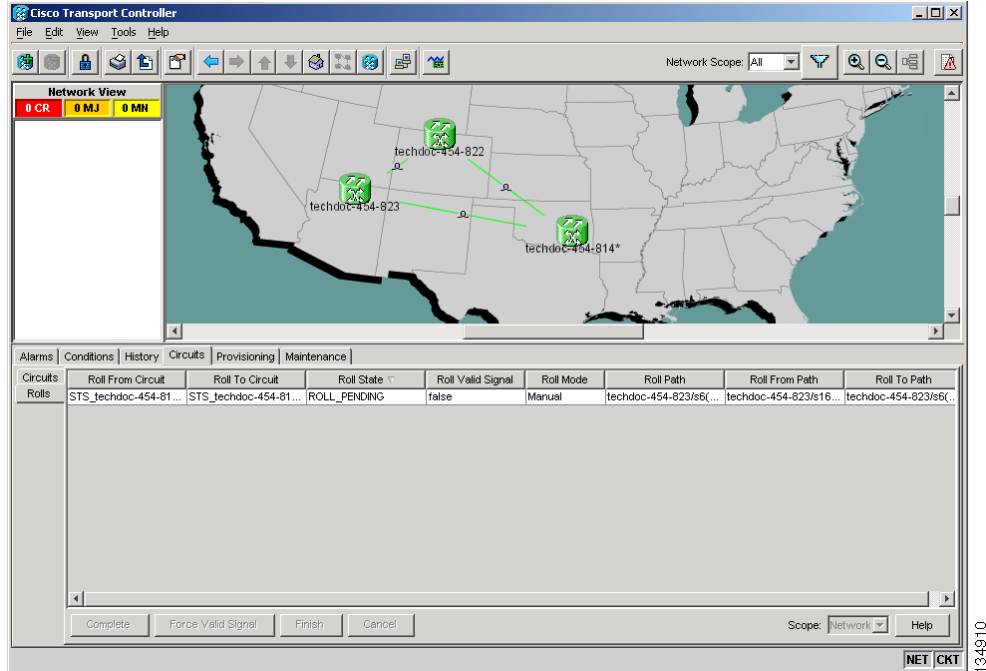 Cisco Transport Controller
File Edit View Tools Help
Network Scope: All
Network View
0 CR 0 MJ 0 MN
techdoc-454-822
techdoc-454-823
techdoc-454-814*
Alarms Conditions History Circuits Provisioning Maintenance
Circuits
Rolls
Roll From Circuit Roll To Circuit Roll State Roll Valid Signal Roll Mode Roll Path Roll From Path Roll To Path
STS_techdoc-454-81... STS_techdoc-454-81... ROLL_PENDING false Manual techdoc-454-823/s6(... techdoc-454-823/s16... techdoc-454-823/s6(..
Complete Force Valid Signal Finish Cancel Scope: Network Help
NET CKT
134910